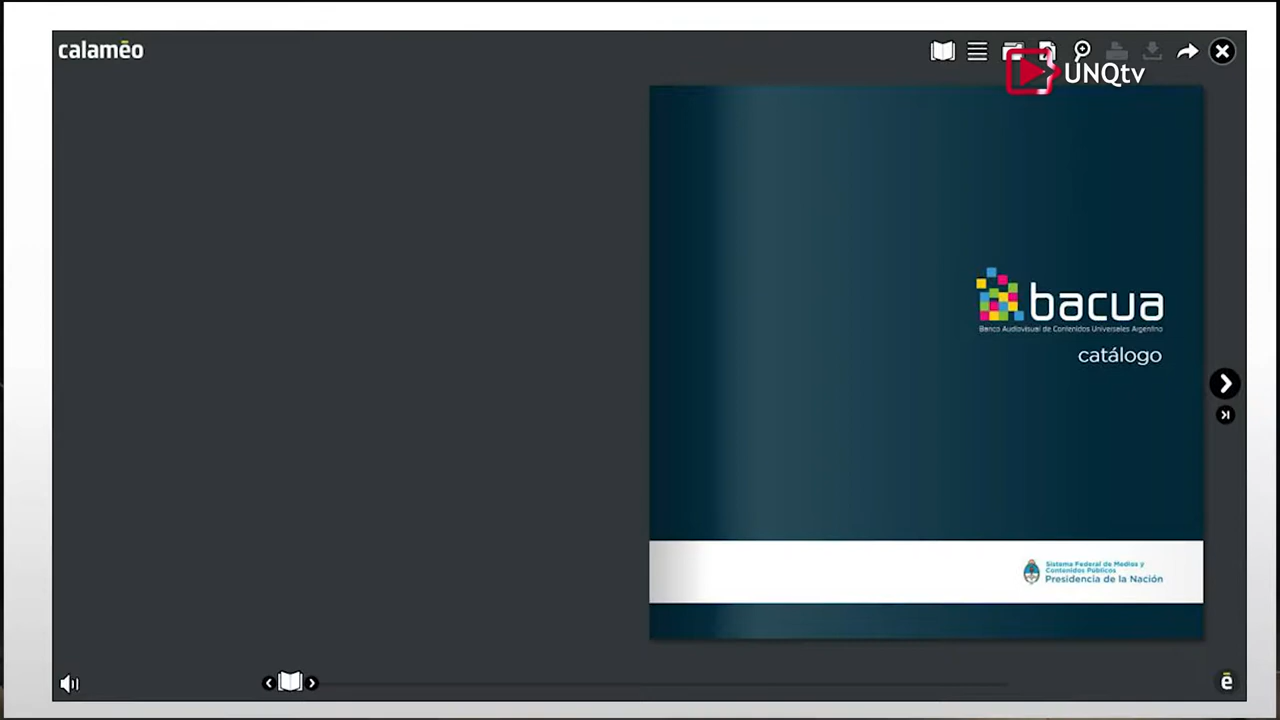 calamēo
UNQtv
bacua
Banco Audiovisual de Contenidos Universales Argentino
catálogo
Sistema Federal de Medios y
Contenidos Públicos
Presidencia de la Nación
ē